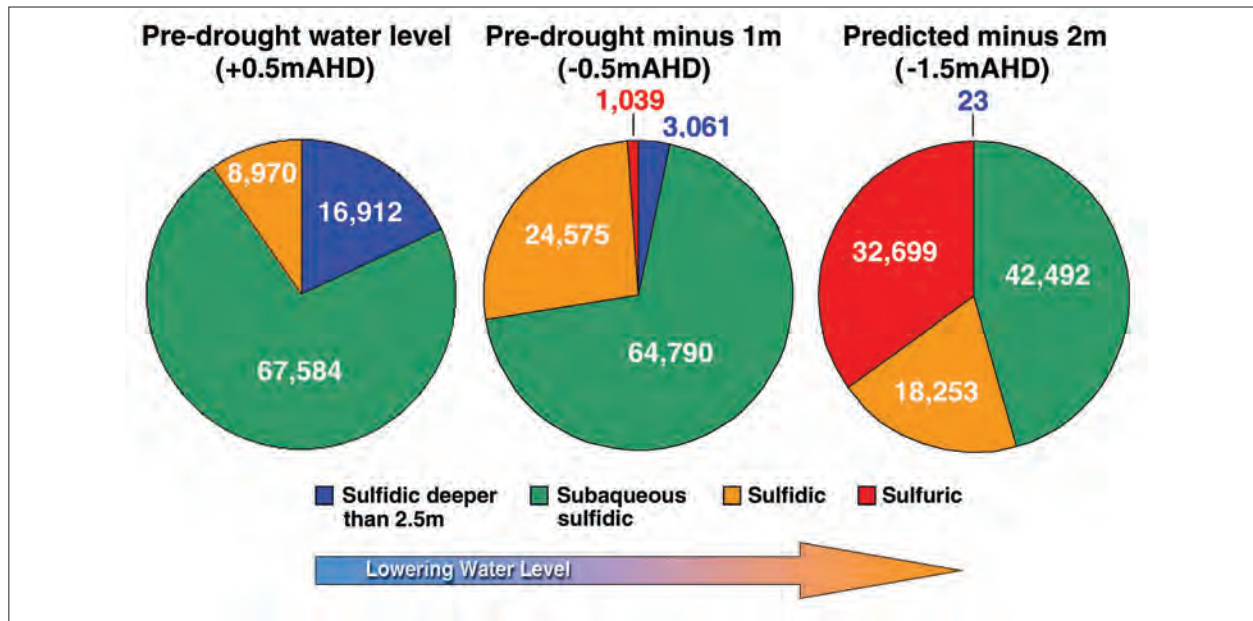 Pre-drought water level
(+0.5mAHD)
Pre-drought minus 1m
(-0.5mAHD)
Predicted minus 2m
(-1.5mAHD)
8,970
16,912
67,584
1,039
3,061
24,575
64,790
23
32,699
42,492
18,253
Sulfidic deeper
than 2.5m
Subaqueous
sulfidic
Sulfidic
Sulfuric
Lowering Water Level